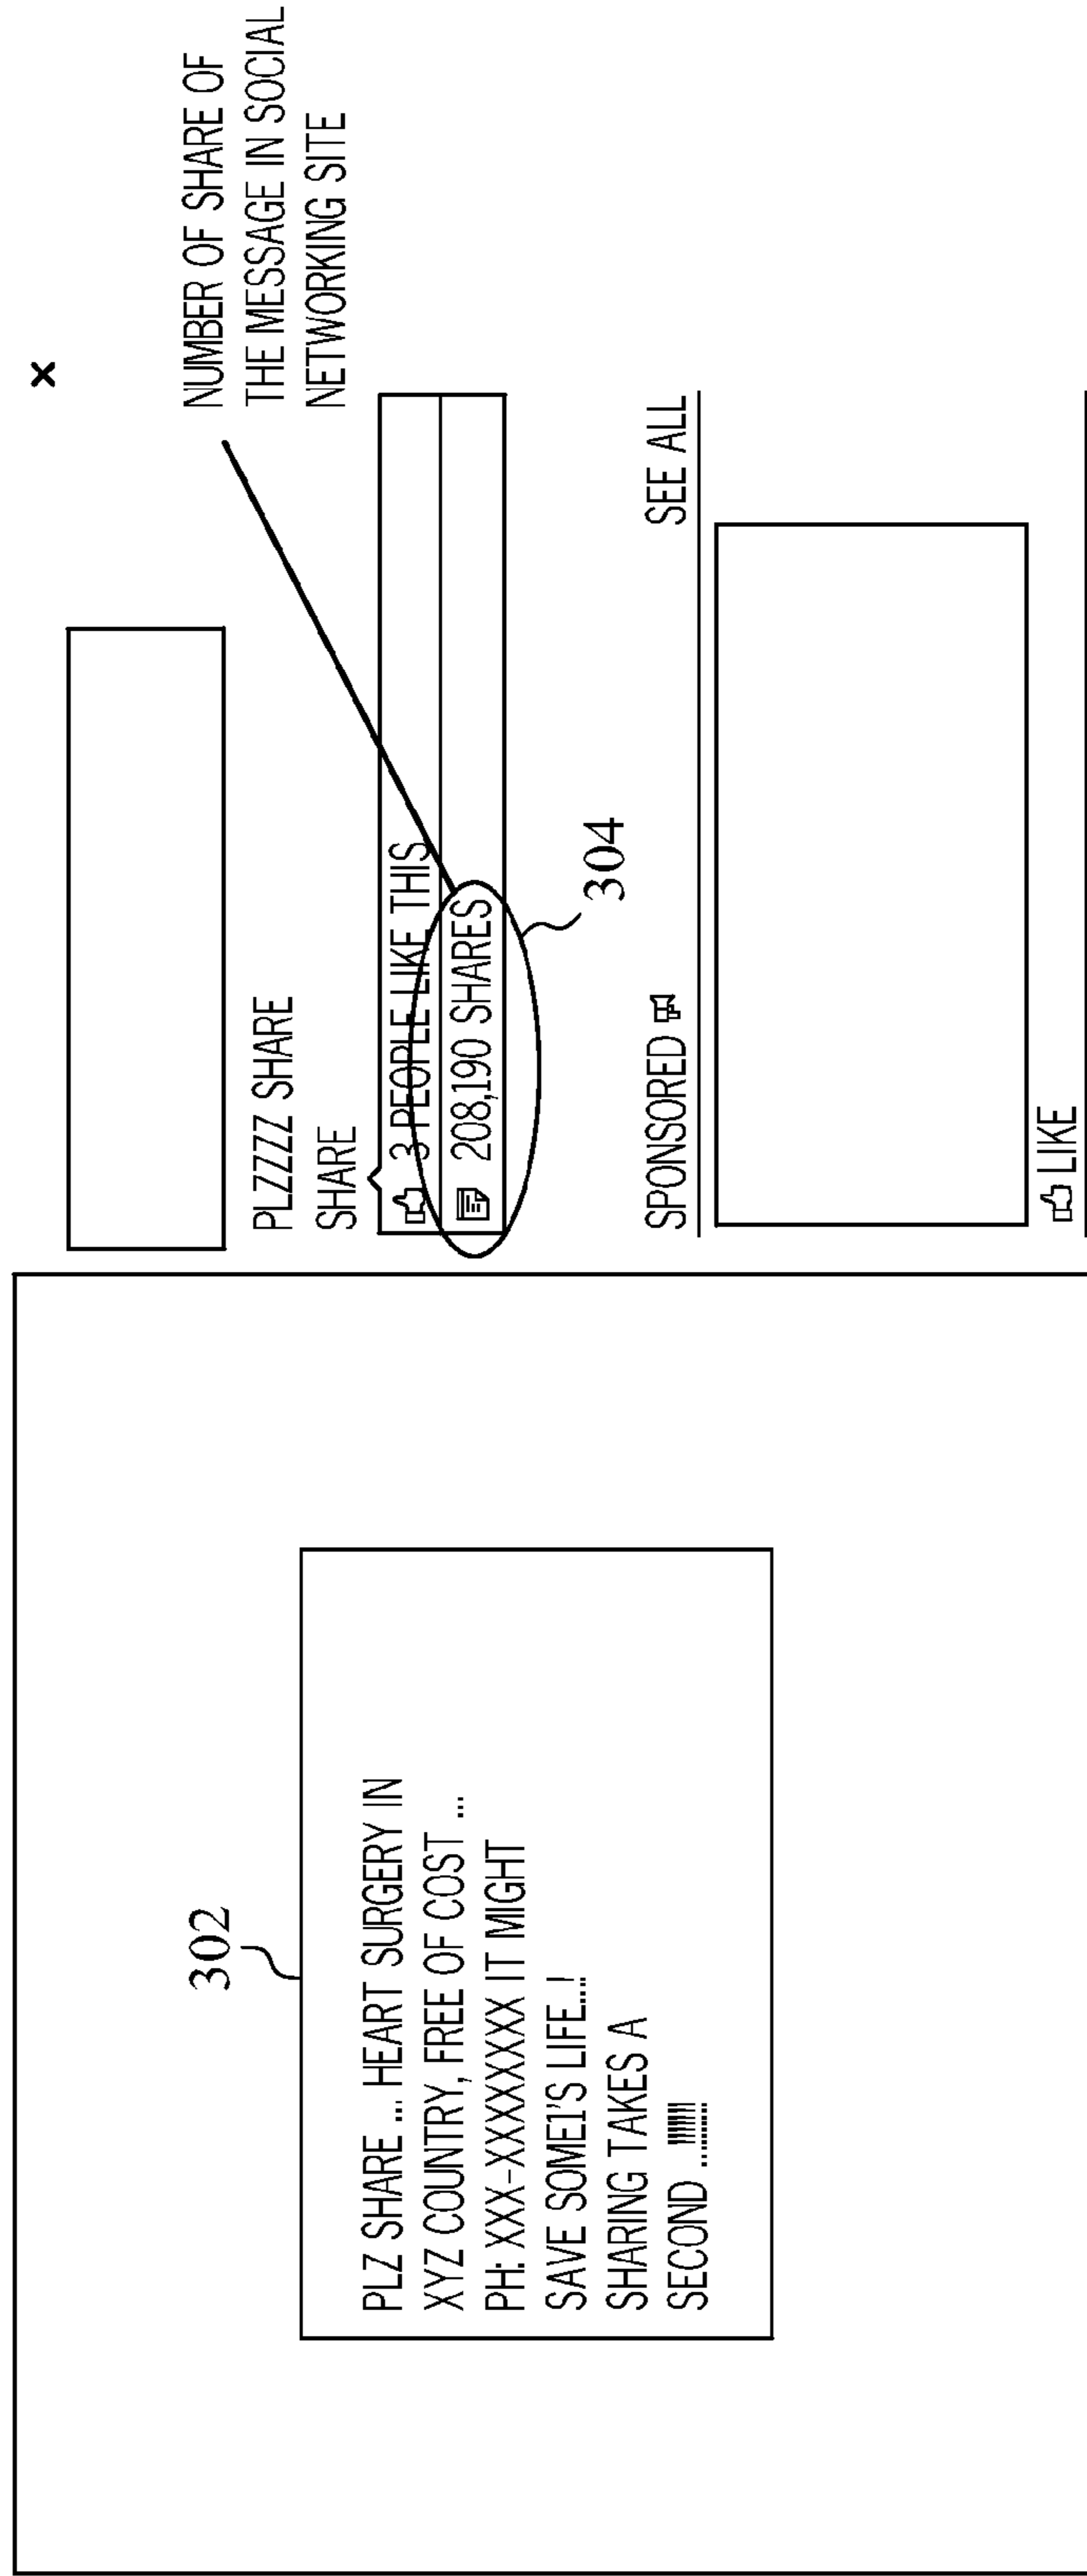 302
PLZ SHARE ... HEART SURGERY IN
XYZ COUNTRY, FREE OF COST ...
PH: XXX-XXXXXXX IT MIGHT
SAVE SOME1'S LIFE...!
SHARING TAKES A
SECOND ...!!!!!!!
x
NUMBER OF SHARE OF
THE MESSAGE IN SOCIAL
NETWORKING SITE
PLZZZZ SHARE
SHARE
3 PEOPLE LIKE THIS
208,190 SHARES
304
SPONSORED SEE ALL
LIKE